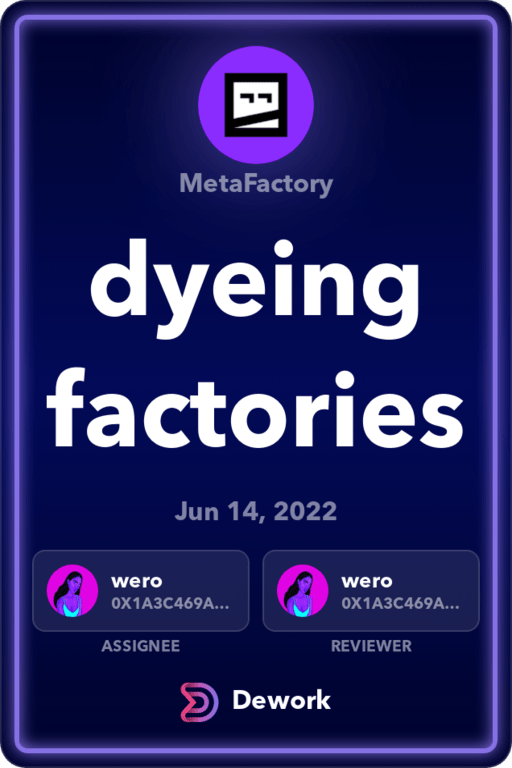 MetaFactory
dyeing
factories
Jun 14, 2022
wero
0X1A3C469A...
ASSIGNEE
wero
0X1A3C469A...
REVIEWER
Dework